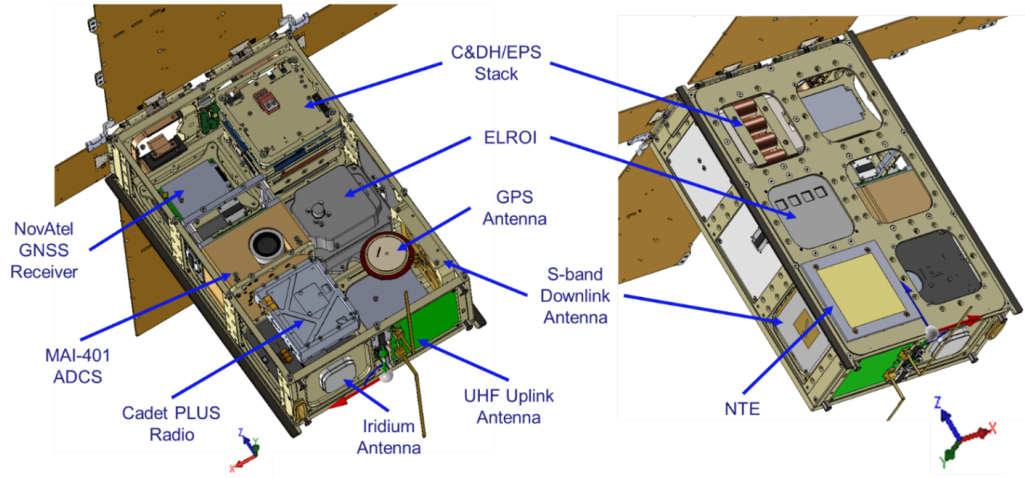 C&DH/EPS
Stack
ELROI
GPS
Antenna
NovAtel
GNSS
Receiver
S-band
Downlink
Antenna
MAI-401
ADCS
Cadet PLUS
Radio
Iridium
Antenna
UHF Uplink
Antenna
NTE
Z
Y
X
Z
X
Y